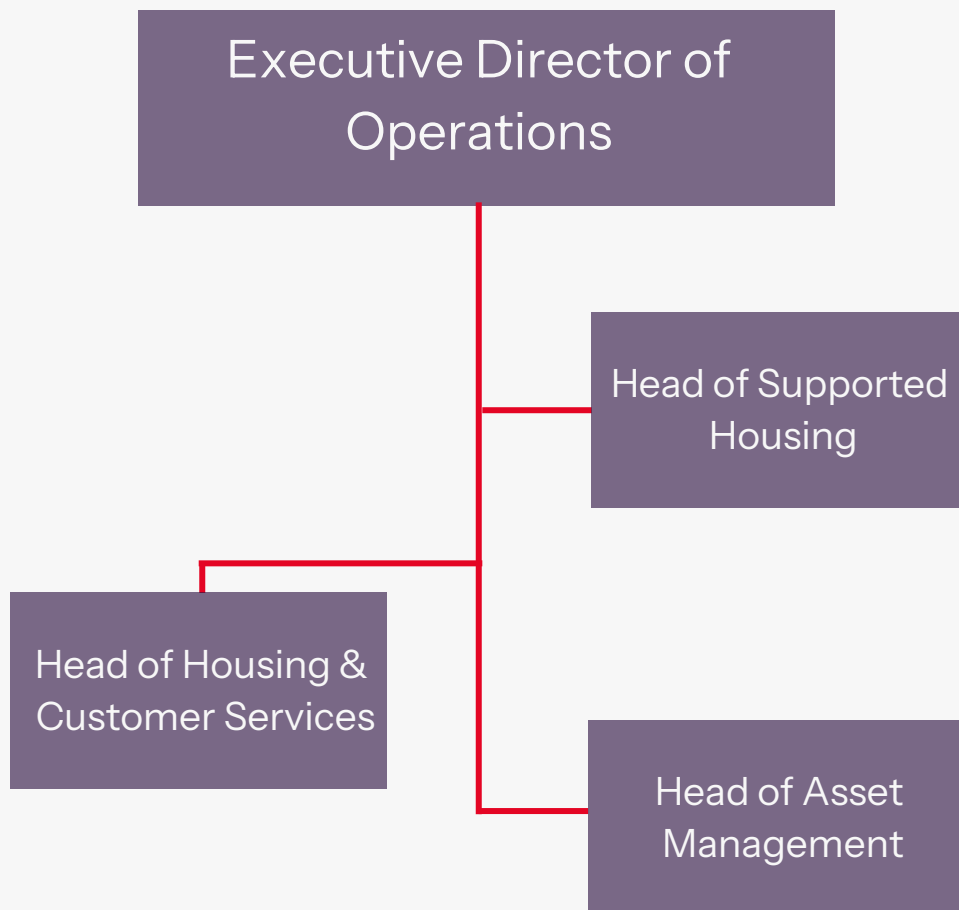 Executive Director of
Operations
Head of Supported
Housing
Head of Housing &
Customer Services
Head of Asset
Management